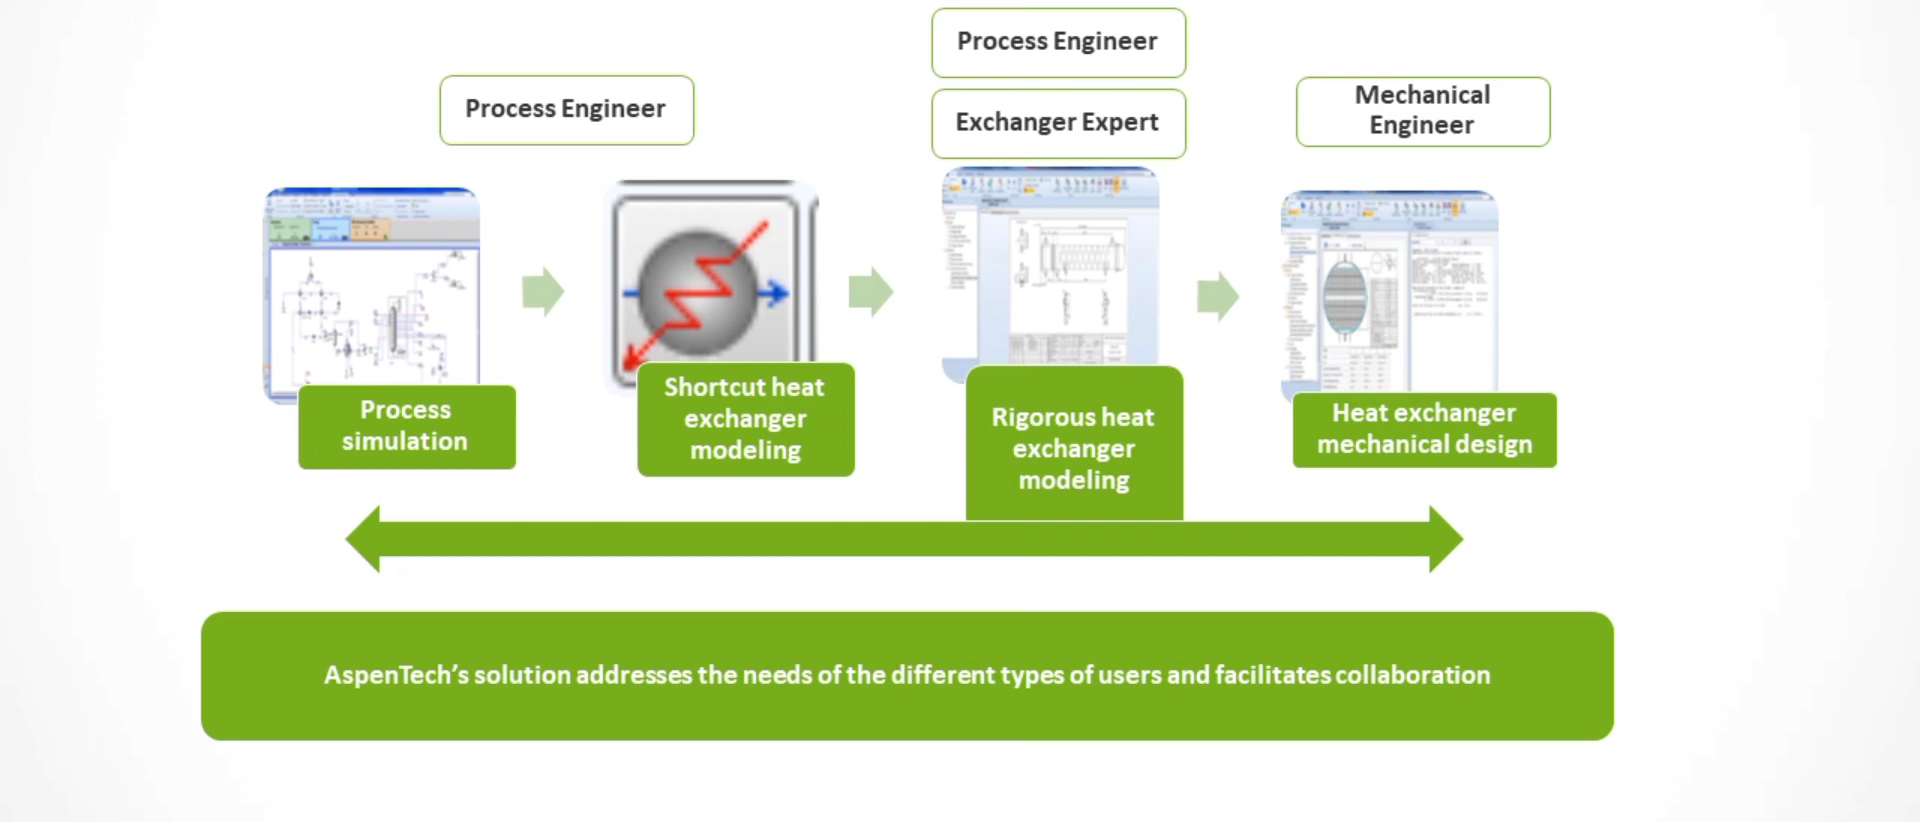 Process Engineer
Process Engineer
Exchanger Expert
Mechanical
Engineer
Process
simulation
Shortcut heat
exchanger
modeling
Rigorous heat
exchanger
modeling
Heat exchanger
mechanical design
AspenTech’s solution addresses the needs of the different types of users and facilitates collaboration